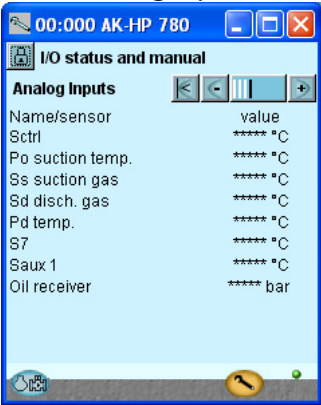 00:000 AK-HP 780
I/O status and manual
Analog Inputs
Name/sensor value
Sctrl ***** °C
Po suction temp. ***** °C
Ss suction gas ***** °C
Sd disch. gas ***** °C
Pd temp. ***** °C
S7 ***** °C
Saux 1 ***** °C
Oil receiver ***** bar